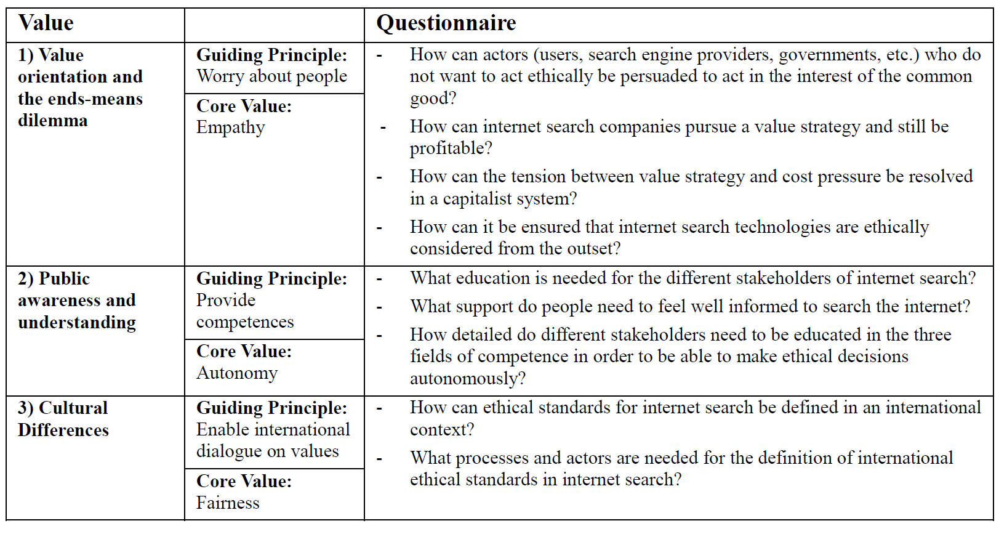 Value
Questionnaire
1) Value
orientation and
the ends-means
dilemma
Guiding Principle:
Worry about people
Core Value:
Empathy
- How can actors (users, search engine providers, governments, etc.) who do
not want to act ethically be persuaded to act in the interest of the common
good?
- How can internet search companies pursue a value strategy and still be
profitable?
- How can the tension between value strategy and cost pressure be resolved
in a capitalist system?
- How can it be ensured that internet search technologies are ethically
considered from the outset?
2) Public
awareness and
understanding
Guiding Principle:
Provide
competences
Core Value:
Autonomy
- What education is needed for the different stakeholders of internet search?
- What support do people need to feel well informed to search the internet?
- How detailed do different stakeholders need to be educated in the three
fields of competence in order to be able to make ethical decisions
autonomously?
3) Cultural
Differences
Guiding Principle:
Enable international
dialogue on values
Core Value:
Fairness
- How can ethical standards for internet search be defined in an international
context?
- What processes and actors are needed for the definition of international
ethical standards in internet search?